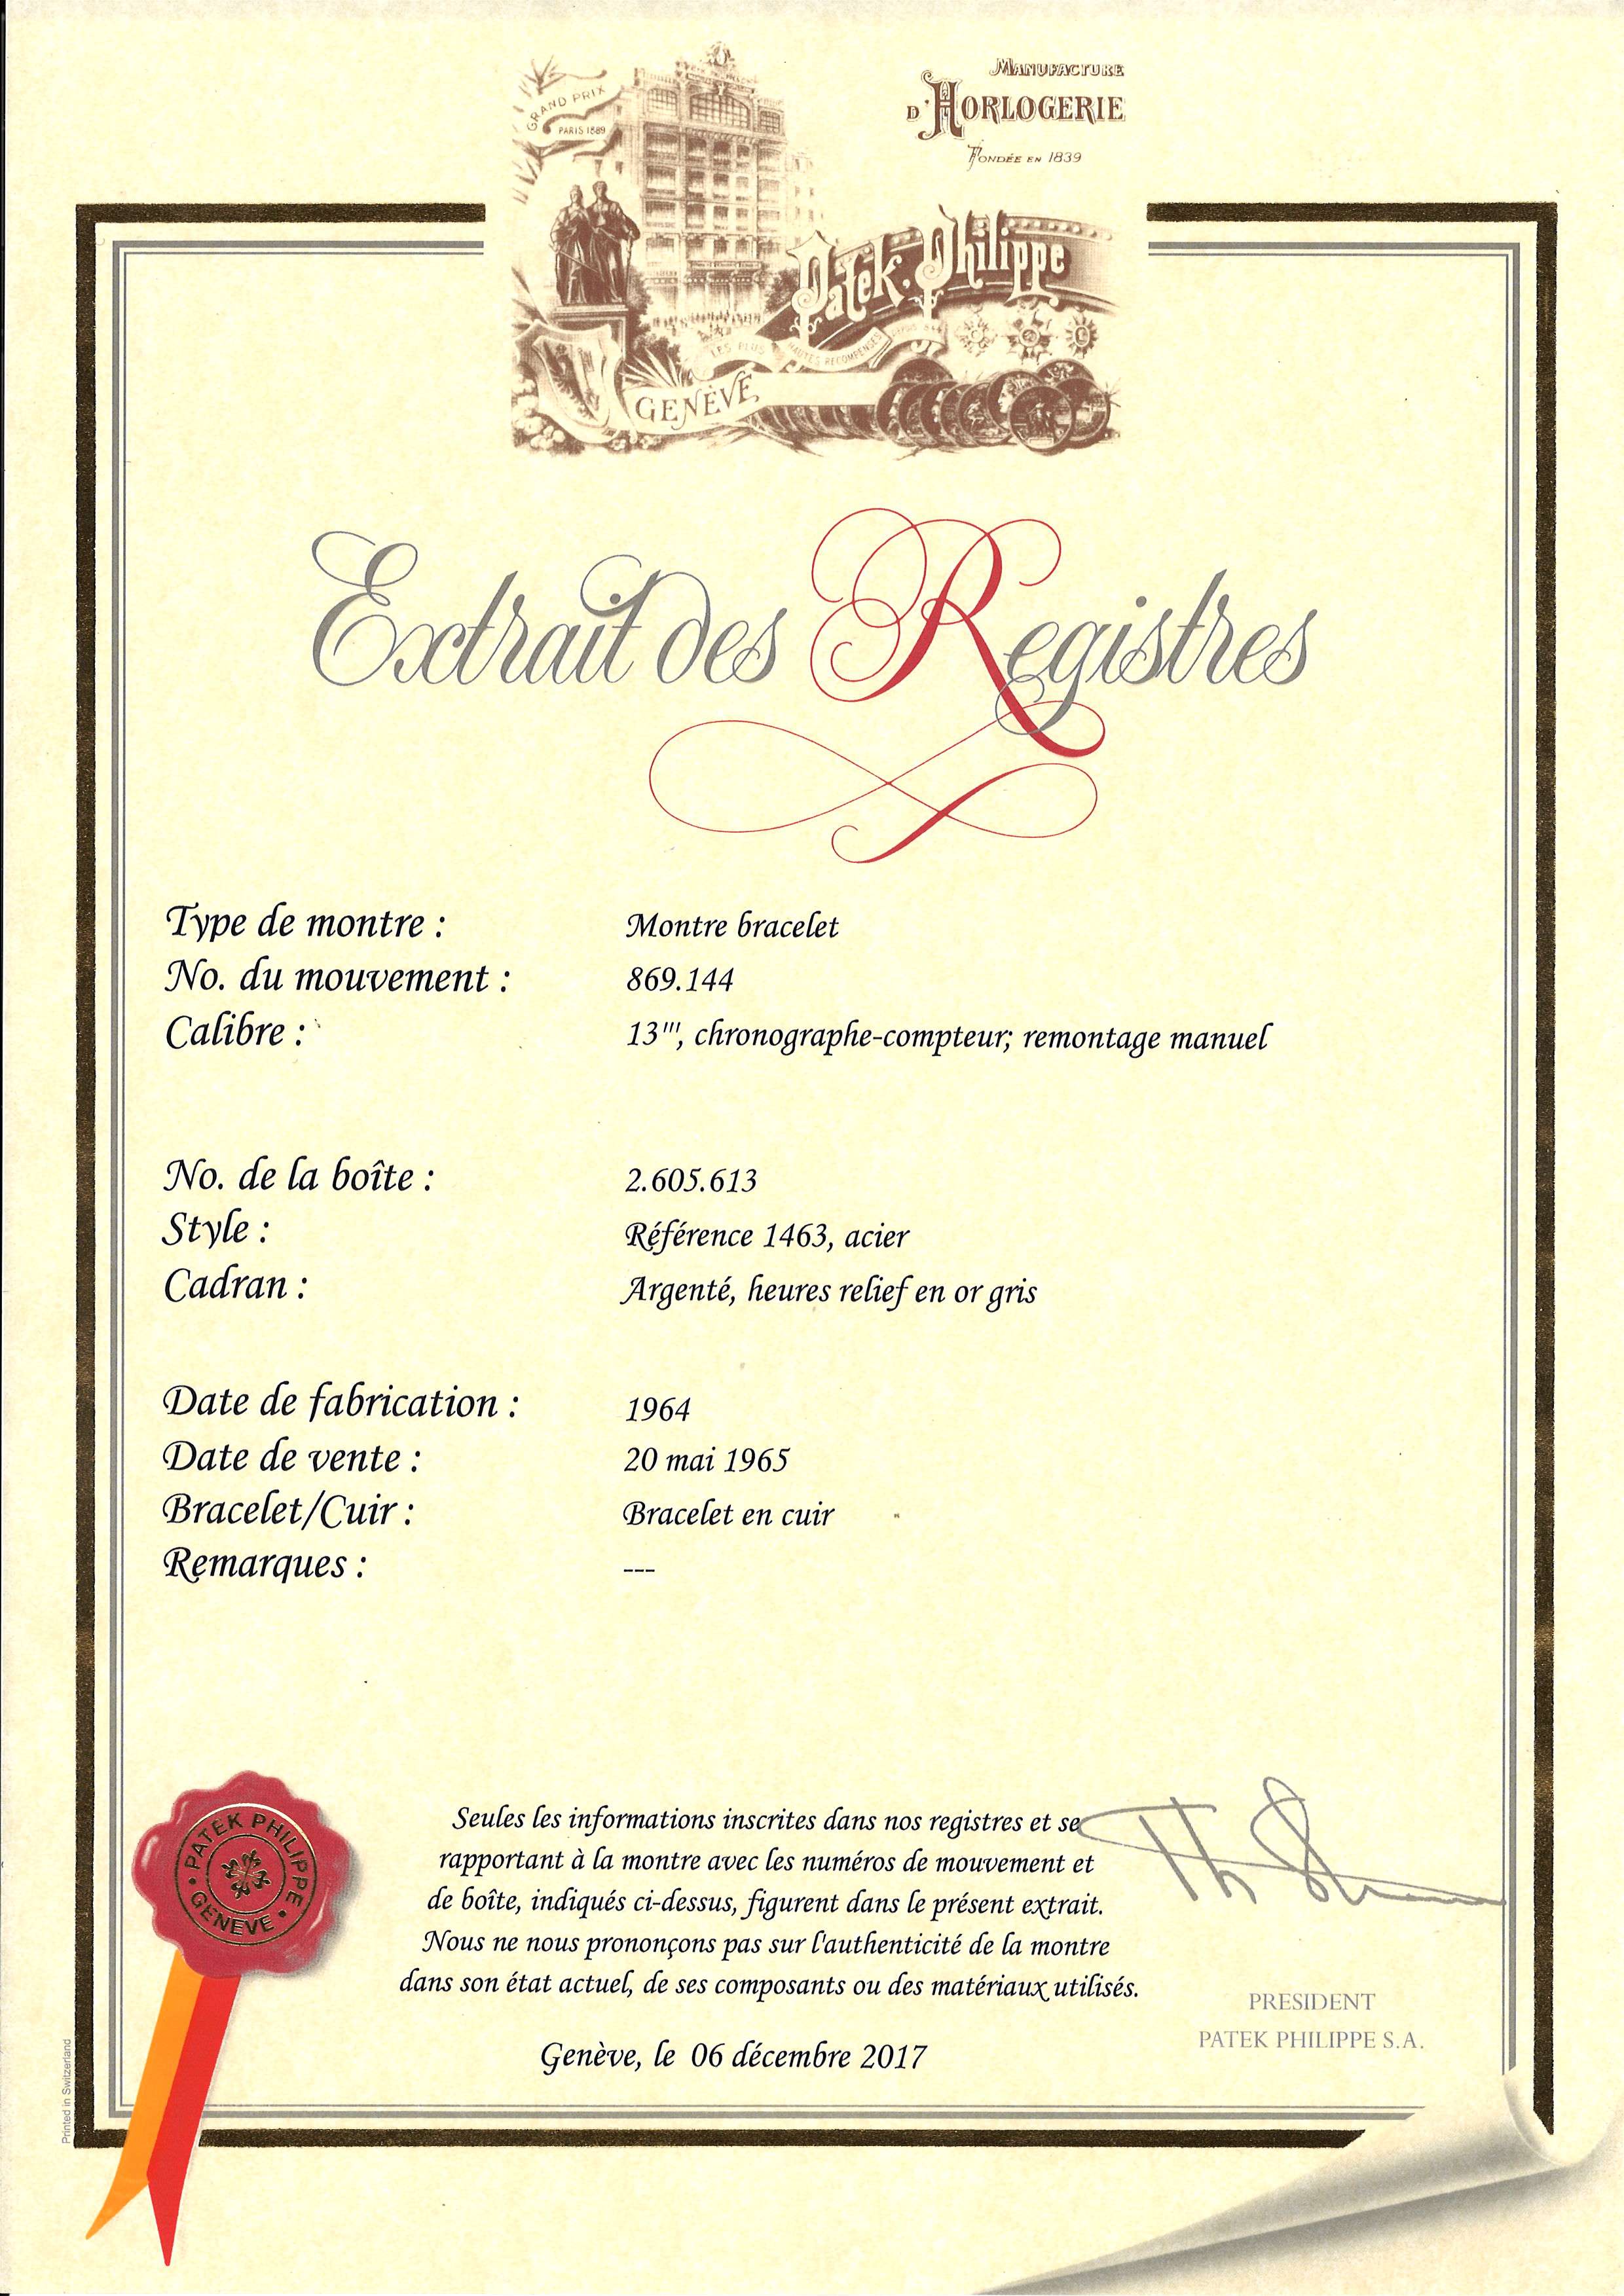 GRAND PRIX
PARIS 1889
MANUFACTURE
D'HORLOGERIE
FONDÉE EN 1839
Patek. Philippe
LES PLUS HAUTES RECOMPENSES
GENÈVE
Extrait des Registres
Type de montre : Montre bracelet
No. du mouvement : 869.144
Calibre : 13''', chronographe-compteur; remontage manuel
No. de la boîte : 2.605.613
Style : Référence 1463, acier
Cadran : Argenté, heures relief en or gris
Date de fabrication : 1964
Date de vente : 20 mai 1965
Bracelet/Cuir : Bracelet en cuir
Remarques : ---
PATEK PHILIPPE
• GENEVE •
Seules les informations inscrites dans nos registres et se
rapportant à la montre avec les numéros de mouvement et
de boîte, indiqués ci-dessus, figurent dans le présent extrait.
Nous ne nous prononçons pas sur l'authenticité de la montre
dans son état actuel, de ses composants ou des matériaux utilisés.
Genève, le 06 décembre 2017
PRESIDENT
PATEK PHILIPPE S.A.
Printed in Switzerland